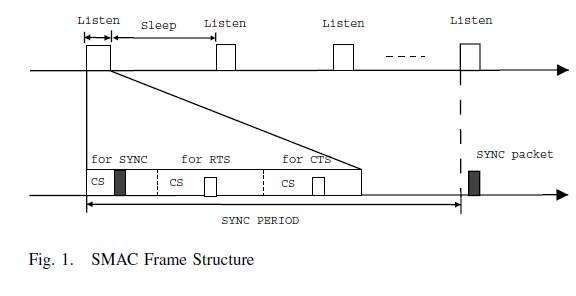 Listen Sleep Listen Listen Listen
for SYNC for RTS for CTS SYNC packet
CS CS CS
SYNC PERIOD
Fig. 1. SMAC Frame Structure